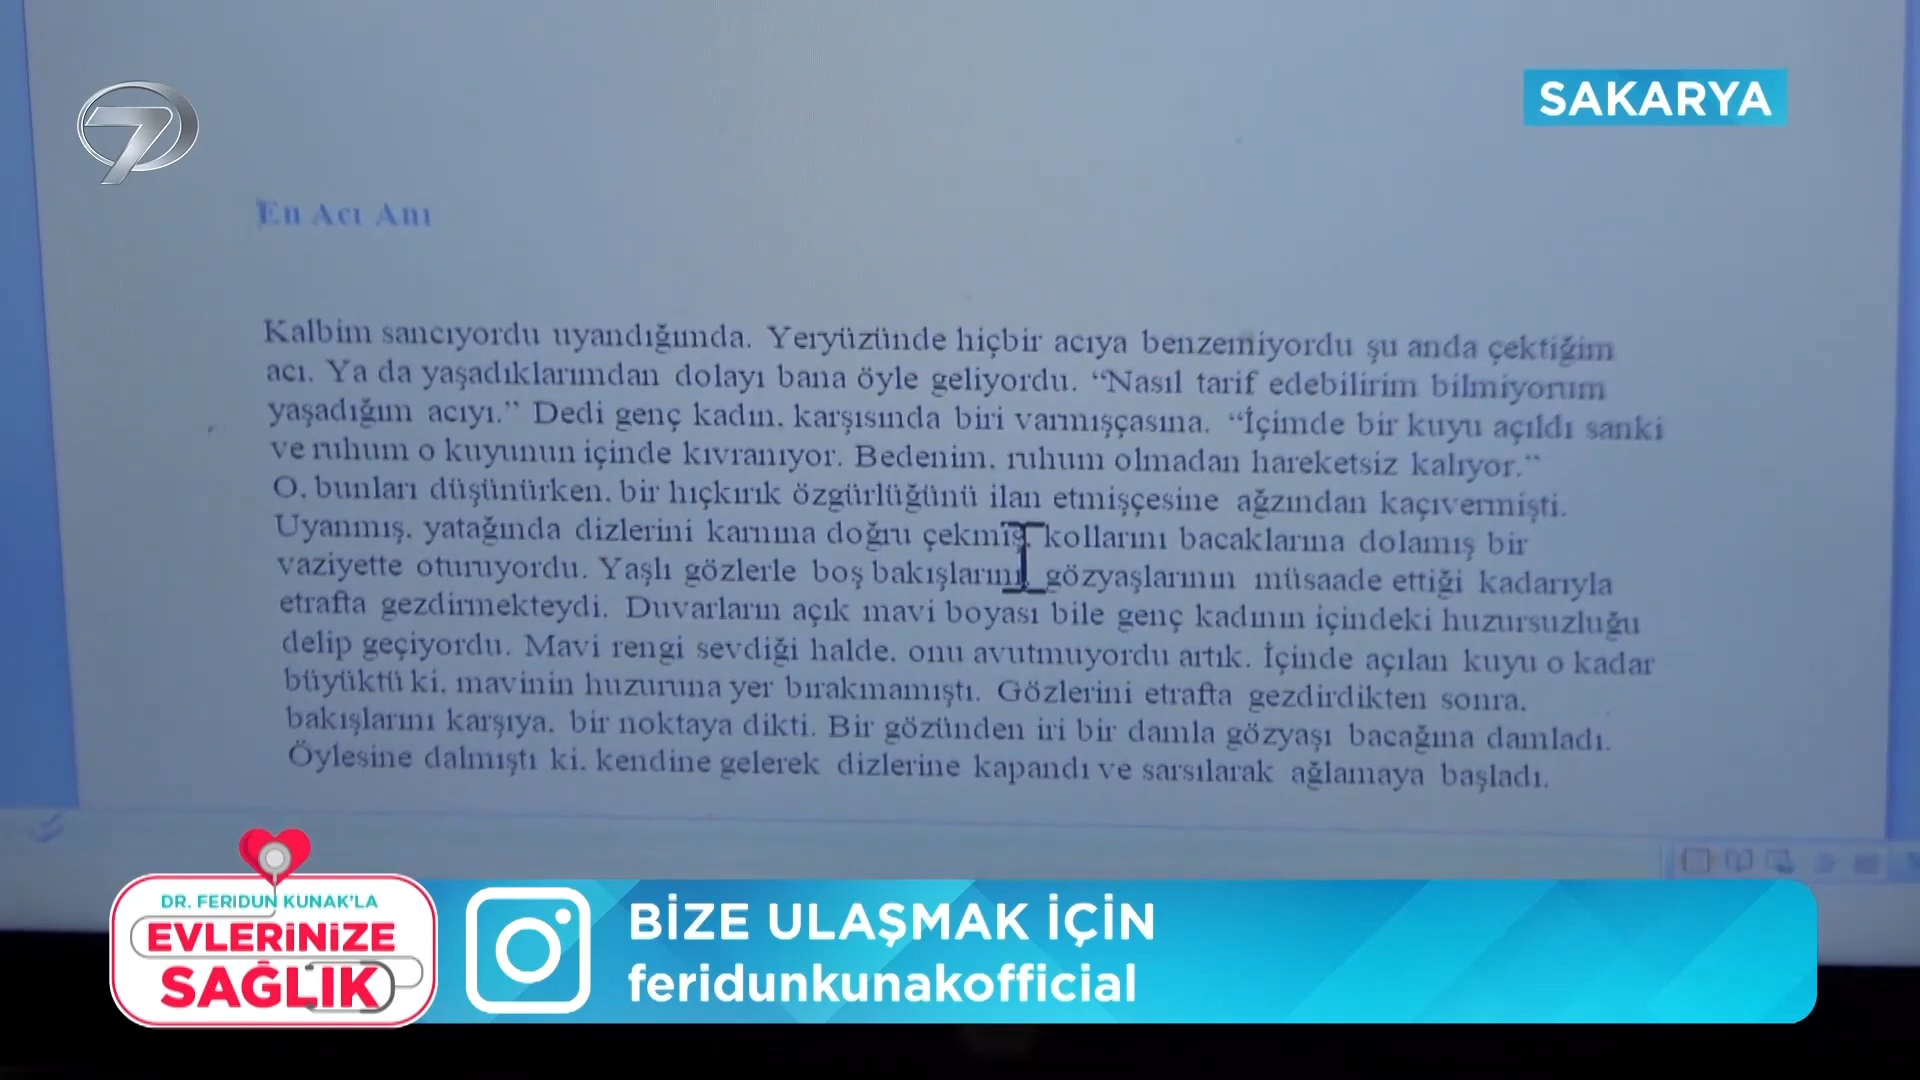 7
SAKARYA
En Acı Anı
Kalbim sancıyordu uyandığımda. Yeryüzünde hiçbir acıya benzemiyordu şu anda çektiğim
acı. Ya da yaşadıklarımdan dolayı bana öyle geliyordu. “Nasıl tarif edebilirim bilmiyorum
yaşadığım acıyı.” Dedi genç kadın, karşısında biri varmışçasına. “İçimde bir kuyu açıldı sanki
ve ruhum o kuyunun içinde kıvranıyor. Bedenim, ruhum olmadan hareketsiz kalıyor.”
O, bunları düşünürken, bir hıçkırık özgürlüğünü ilan etmişçesine ağzından kaçıvermişti.
Uyanmış, yatağında dizlerini karnına doğru çekmiş, kollarını bacaklarına dolamış bir
vaziyette oturuyordu. Yaşlı gözlerle boş bakışlarını, gözyaşlarının müsaade ettiği kadarıyla
etrafta gezdirmekteydi. Duvarların açık mavi boyası bile genç kadının içindeki huzursuzluğu
delip geçiyordu. Mavi rengi sevdiği halde, onu avutmuyordu artık. İçinde açılan kuyu o kadar
büyüktü ki, mavinin huzuruna yer bırakmamıştı. Gözlerini etrafta gezdirdikten sonra,
bakışlarını karşıya, bir noktaya dikti. Bir gözünden iri bir damla gözyaşı bacağına damladı.
Öylesine dalmıştı ki, kendine gelerek dizlerine kapandı ve sarsılarak ağlamaya başladı.
DR. FERIDUN KUNAK'LA
EVLERİNİZE
SAĞLIK
BİZE ULAŞMAK İÇİN
feridunkunakofficial